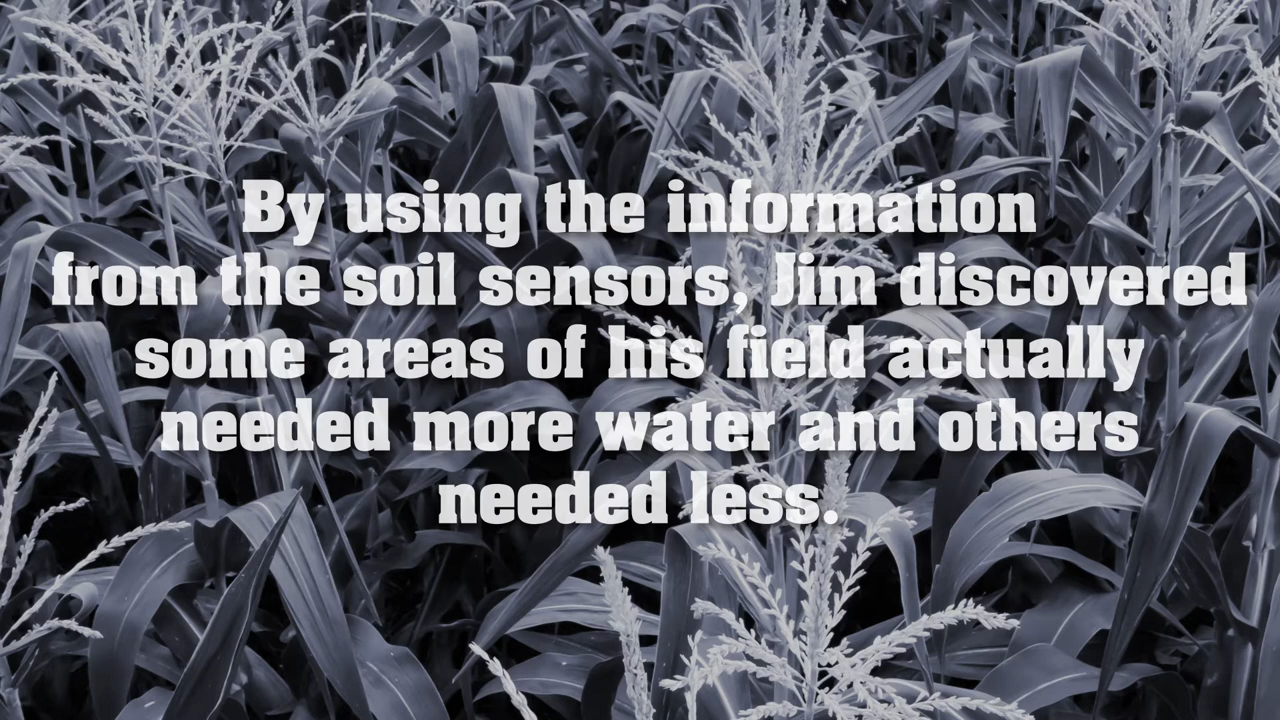 By using the information
from the soil sensors, Jim discovered
some areas of his field actually
needed more water and others
needed less.